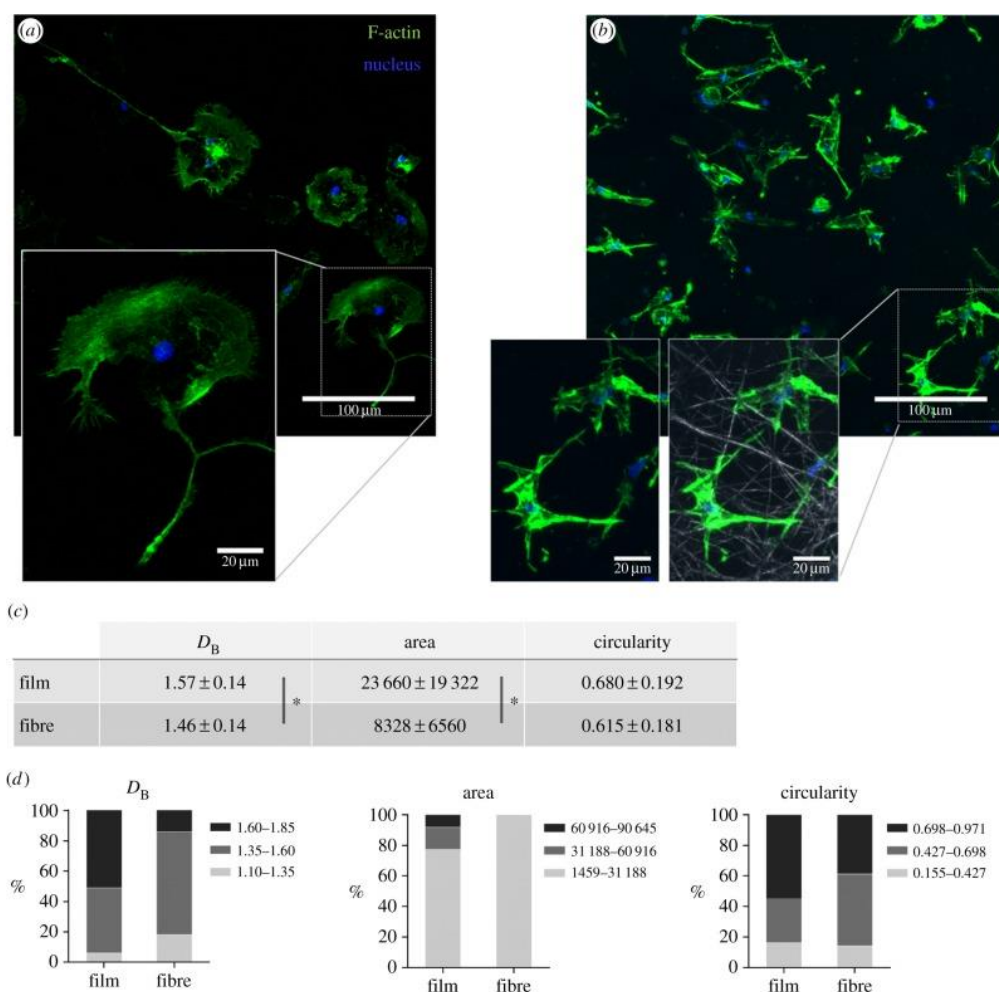 (a)
F-actin
nucleus
100 µm
20 µm
(b)
100 µm
20 µm
20 µm
(c)
D_B area circularity
film 1.57 ± 0.14 23 660 ± 19 322 0.680 ± 0.192
* *
fibre 1.46 ± 0.14 8328 ± 6560 0.615 ± 0.181
(d)
D_B
100
80
60
40
20
0
%
film fibre
1.60–1.85
1.35–1.60
1.10–1.35
area
100
80
60
40
20
0
%
film fibre
60 916–90 645
31 188–60 916
1459–31 188
circularity
100
80
60
40
20
0
%
film fibre
0.698–0.971
0.427–0.698
0.155–0.427